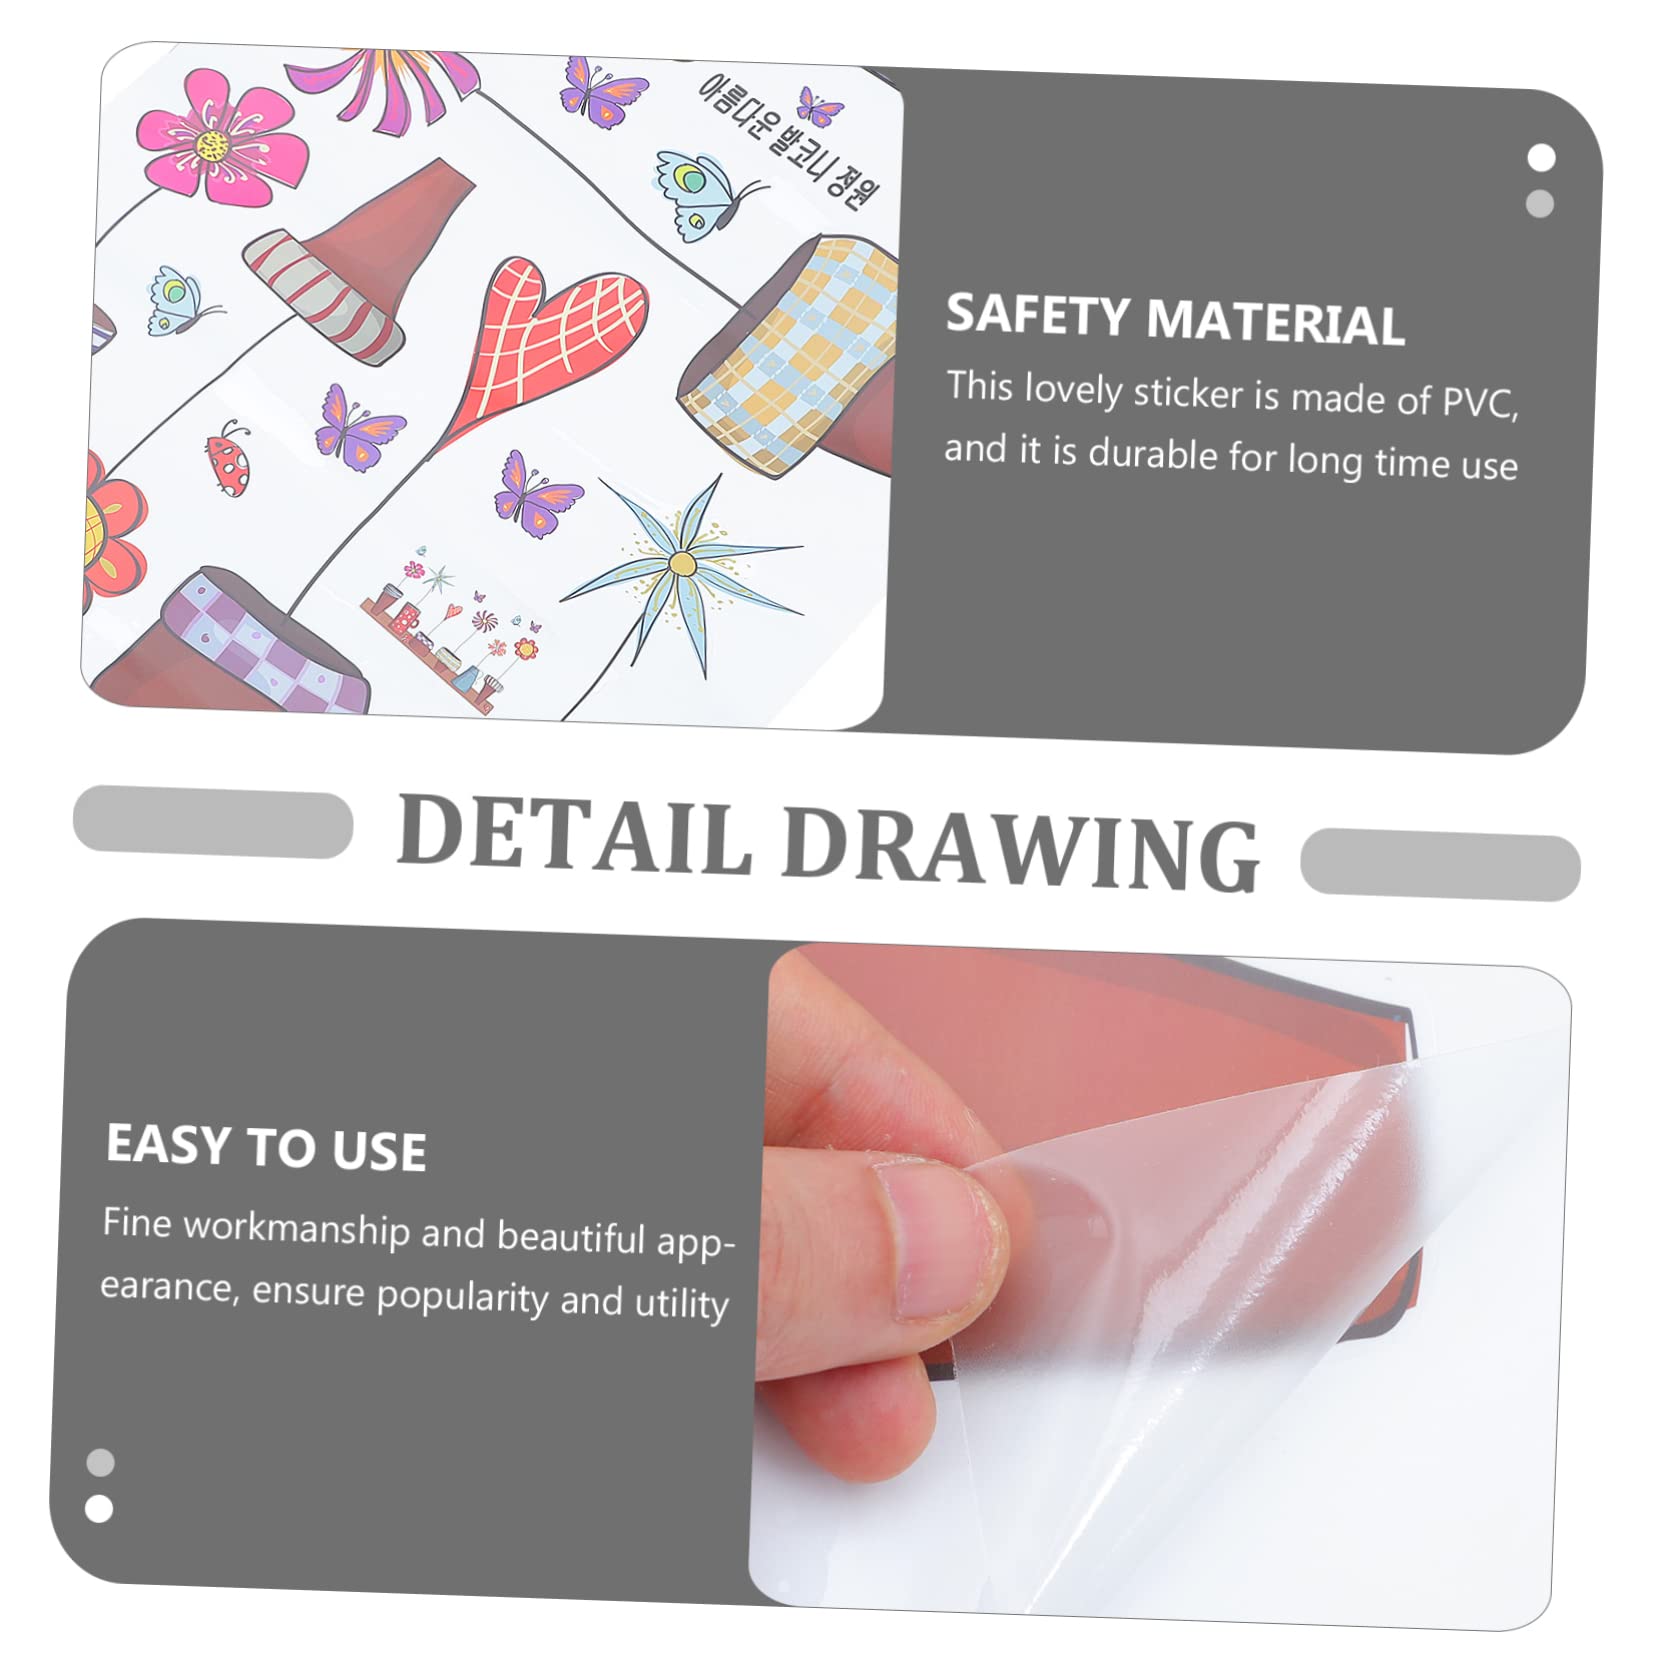 아름다운 발코니 정원
SAFETY MATERIAL
This lovely sticker is made of PVC,
and it is durable for long time use
DETAIL DRAWING
EASY TO USE
Fine workmanship and beautiful app-
earance, ensure popularity and utility